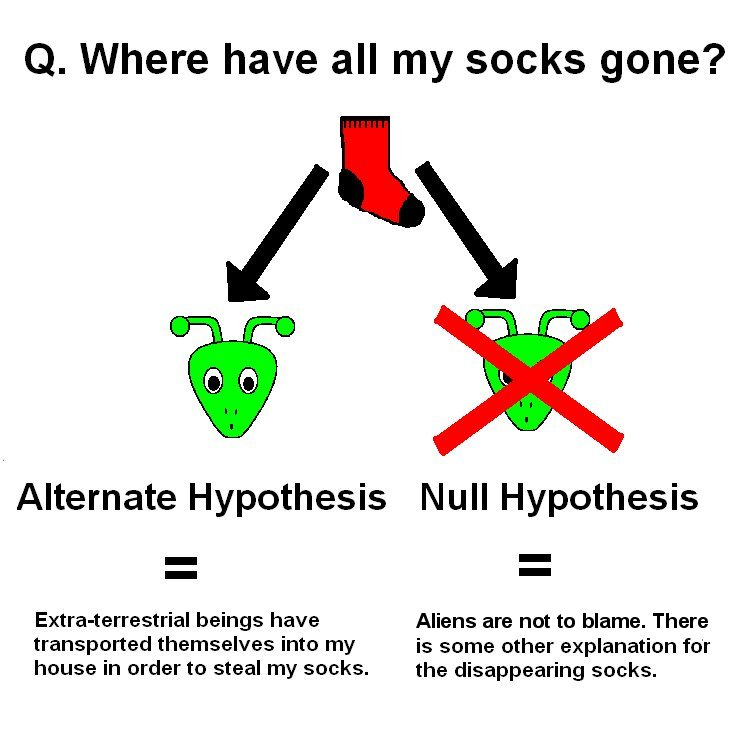 Q. Where have all my socks gone?
Alternate Hypothesis
=
Extra-terrestrial beings have
transported themselves into my
house in order to steal my socks.
Null Hypothesis
=
Aliens are not to blame. There
is some other explanation for
the disappearing socks.